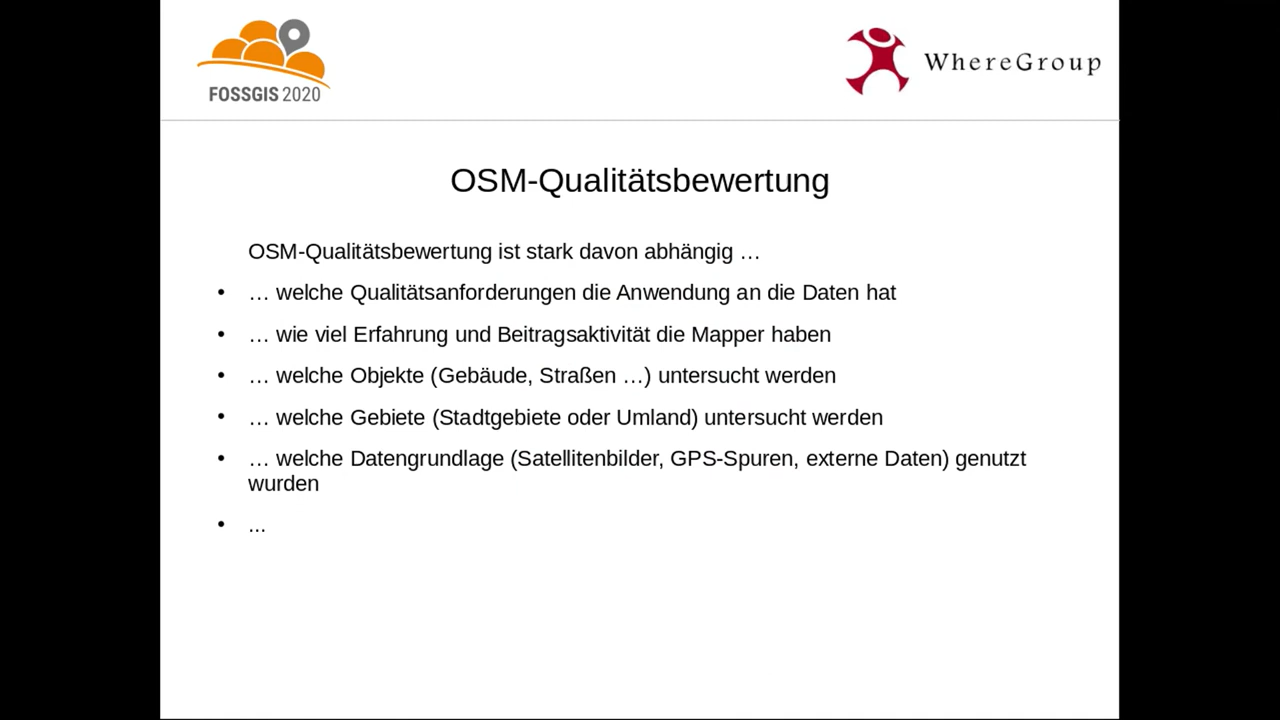 FOSSGIS 2020
WhereGroup
OSM-Qualitätsbewertung
OSM-Qualitätsbewertung ist stark davon abhängig …
• … welche Qualitätsanforderungen die Anwendung an die Daten hat
• … wie viel Erfahrung und Beitragsaktivität die Mapper haben
• … welche Objekte (Gebäude, Straßen …) untersucht werden
• … welche Gebiete (Stadtgebiete oder Umland) untersucht werden
• … welche Datengrundlage (Satellitenbilder, GPS-Spuren, externe Daten) genutzt
wurden
• ...